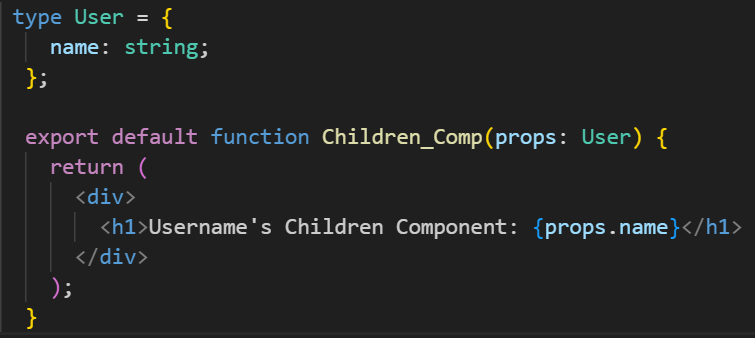 type User = {
name: string;
};
export default function Children_Comp(props: User) {
return (
<div>
<h1>Username's Children Component: {props.name}</h1>
</div>
);
}